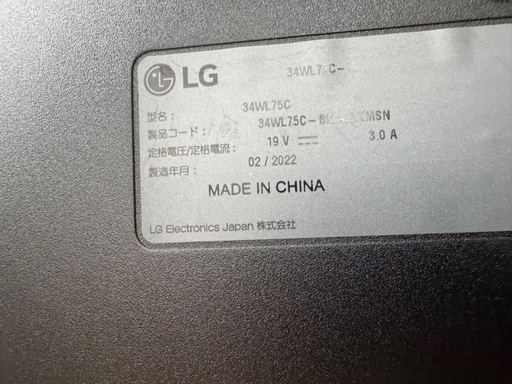 LG
34WL75C-
型名： 34WL75C
製品コード： 34WL75C-
定格電圧/定格電流： 19 V ⎓ 3.0 A
製造年月： 02 / 2022
MADE IN CHINA
LG Electronics Japan 株式会社